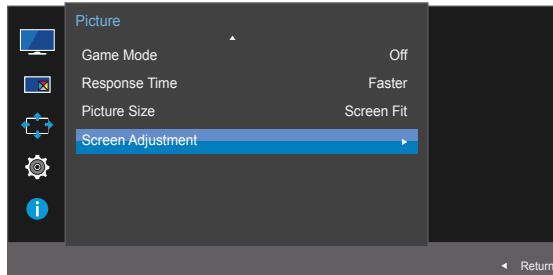 Picture
Game Mode Off
Response Time Faster
Picture Size Screen Fit
Screen Adjustment
Return